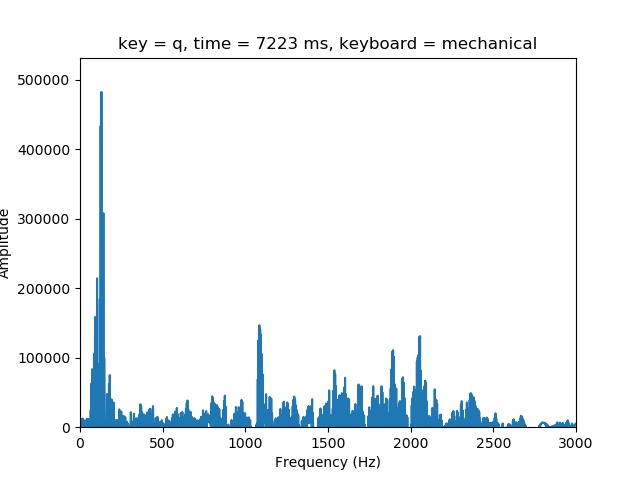 key = q, time = 7223 ms, keyboard = mechanical
500000
400000
300000
200000
100000
0
Amplitude
0 500 1000 1500 2000 2500 3000
Frequency (Hz)